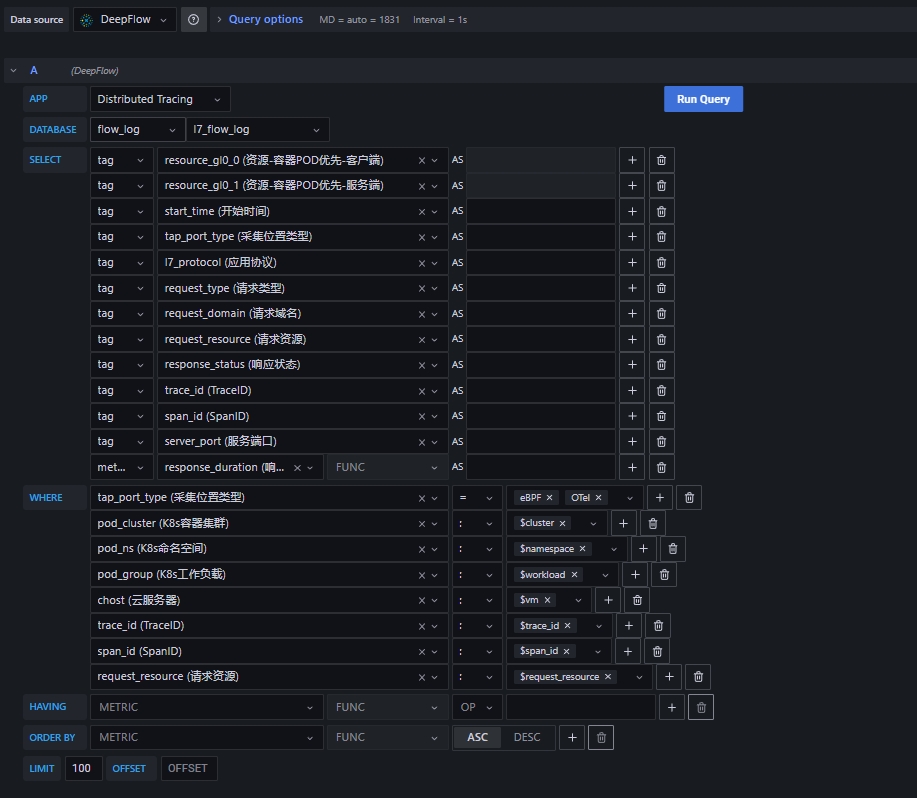 Data source DeepFlow Query options MD = auto = 1831 Interval = 1s
A (DeepFlow)
APP Distributed Tracing Run Query
DATABASE flow_log l7_flow_log
SELECT tag resource_gl0_0 (资源-容器POD优先-客户端) AS
tag resource_gl0_1 (资源-容器POD优先-服务端) AS
tag start_time (开始时间) AS
tag tap_port_type (采集位置类型) AS
tag l7_protocol (应用协议) AS
tag request_type (请求类型) AS
tag request_domain (请求域名) AS
tag request_resource (请求资源) AS
tag response_status (响应状态) AS
tag trace_id (TraceID) AS
tag span_id (SpanID) AS
tag server_port (服务端口) AS
met... response_duration (响... FUNC AS
WHERE tap_port_type (采集位置类型) = eBPF OTel
pod_cluster (K8s容器集群) : $cluster
pod_ns (K8s命名空间) : $namespace
pod_group (K8s工作负载) : $workload
chost (云服务器) : $vm
trace_id (TraceID) : $trace_id
span_id (SpanID) : $span_id
request_resource (请求资源) : $request_resource
HAVING METRIC FUNC OP
ORDER BY METRIC FUNC ASC DESC
LIMIT 100 OFFSET OFFSET